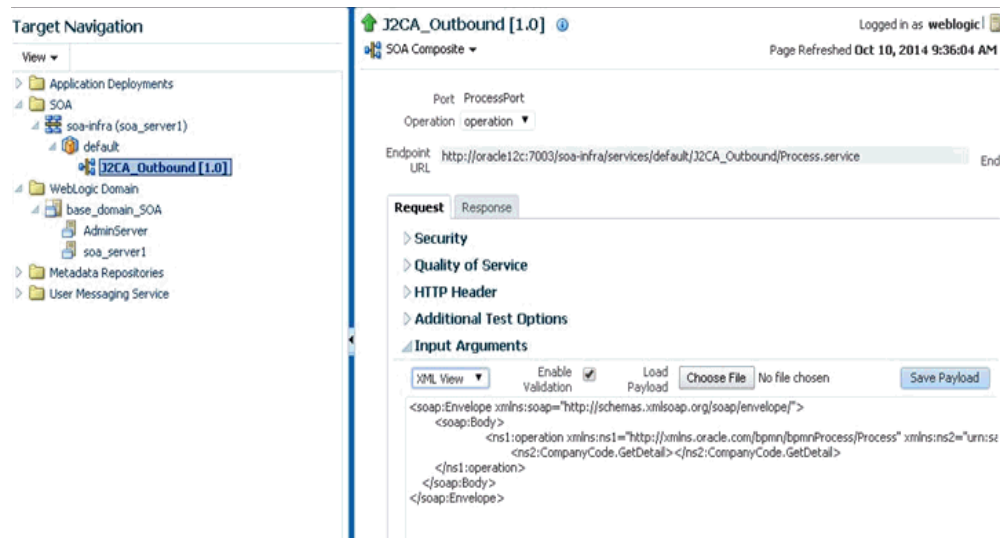 Target Navigation
View
Application Deployments
SOA
soa-infra (soa_server1)
default
J2CA_Outbound [1.0]
WebLogic Domain
base_domain_SOA
AdminServer
soa_server1
Metadata Repositories
User Messaging Service
J2CA_Outbound [1.0]
Logged in as weblogic
SOA Composite
Page Refreshed Oct 10, 2014 9:36:04 AM
Port ProcessPort
Operation operation
Endpoint URL http://oracle12c:7003/soa-infra/services/default/J2CA_Outbound/Process.service
End
Request Response
Security
Quality of Service
HTTP Header
Additional Test Options
Input Arguments
XML View Enable Validation Load Payload Choose File No file chosen Save Payload
<soap:Envelope xmlns:soap="http://schemas.xmlsoap.org/soap/envelope/">
<soap:Body>
<ns1:operation xmlns:ns1="http://xmlns.oracle.com/bpmn/bpmnProcess/Process" xmlns:ns2="urn:sa
<ns2:CompanyCode.GetDetail></ns2:CompanyCode.GetDetail>
</ns1:operation>
</soap:Body>
</soap:Envelope>